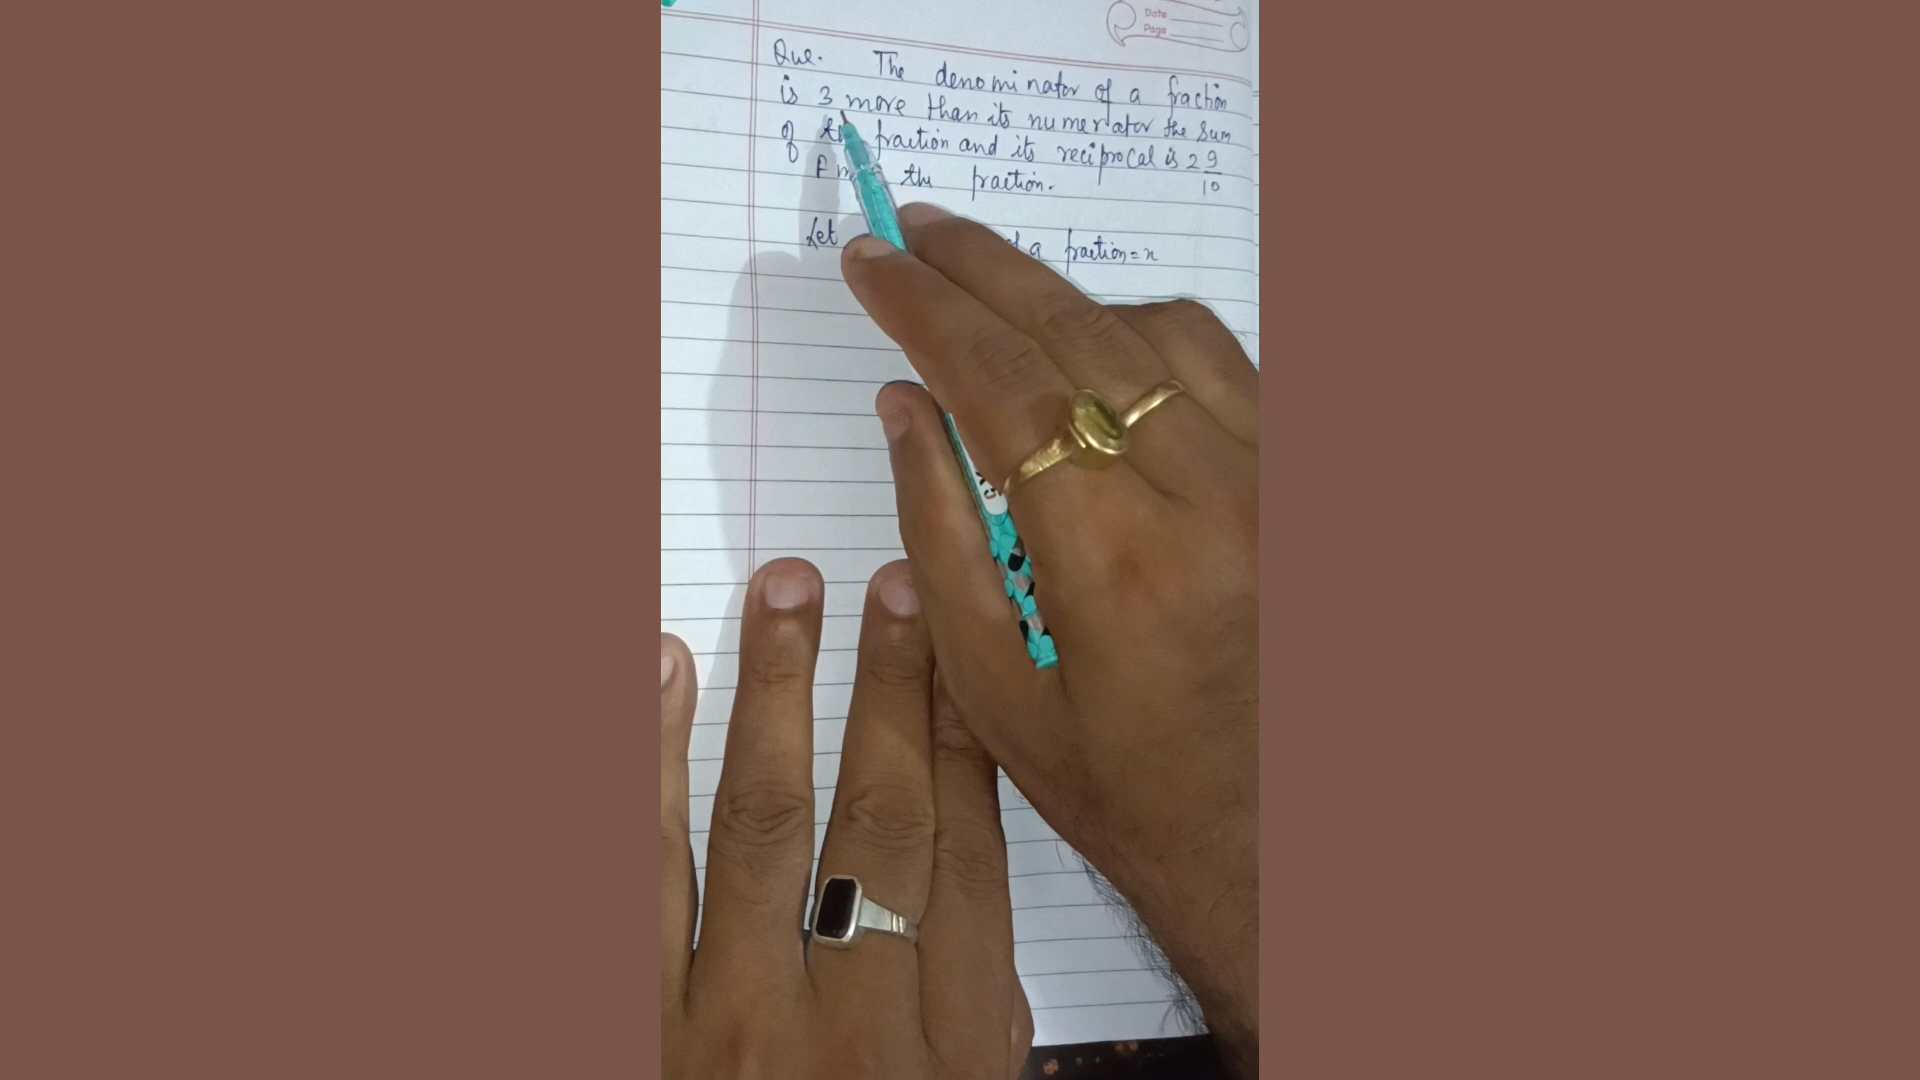 Date
Page
Que. The denominator of a fraction
is 3 more than its numerator the sum
of fraction and its reciprocal is 2 9/10
the fraction.
Let of a fraction = x